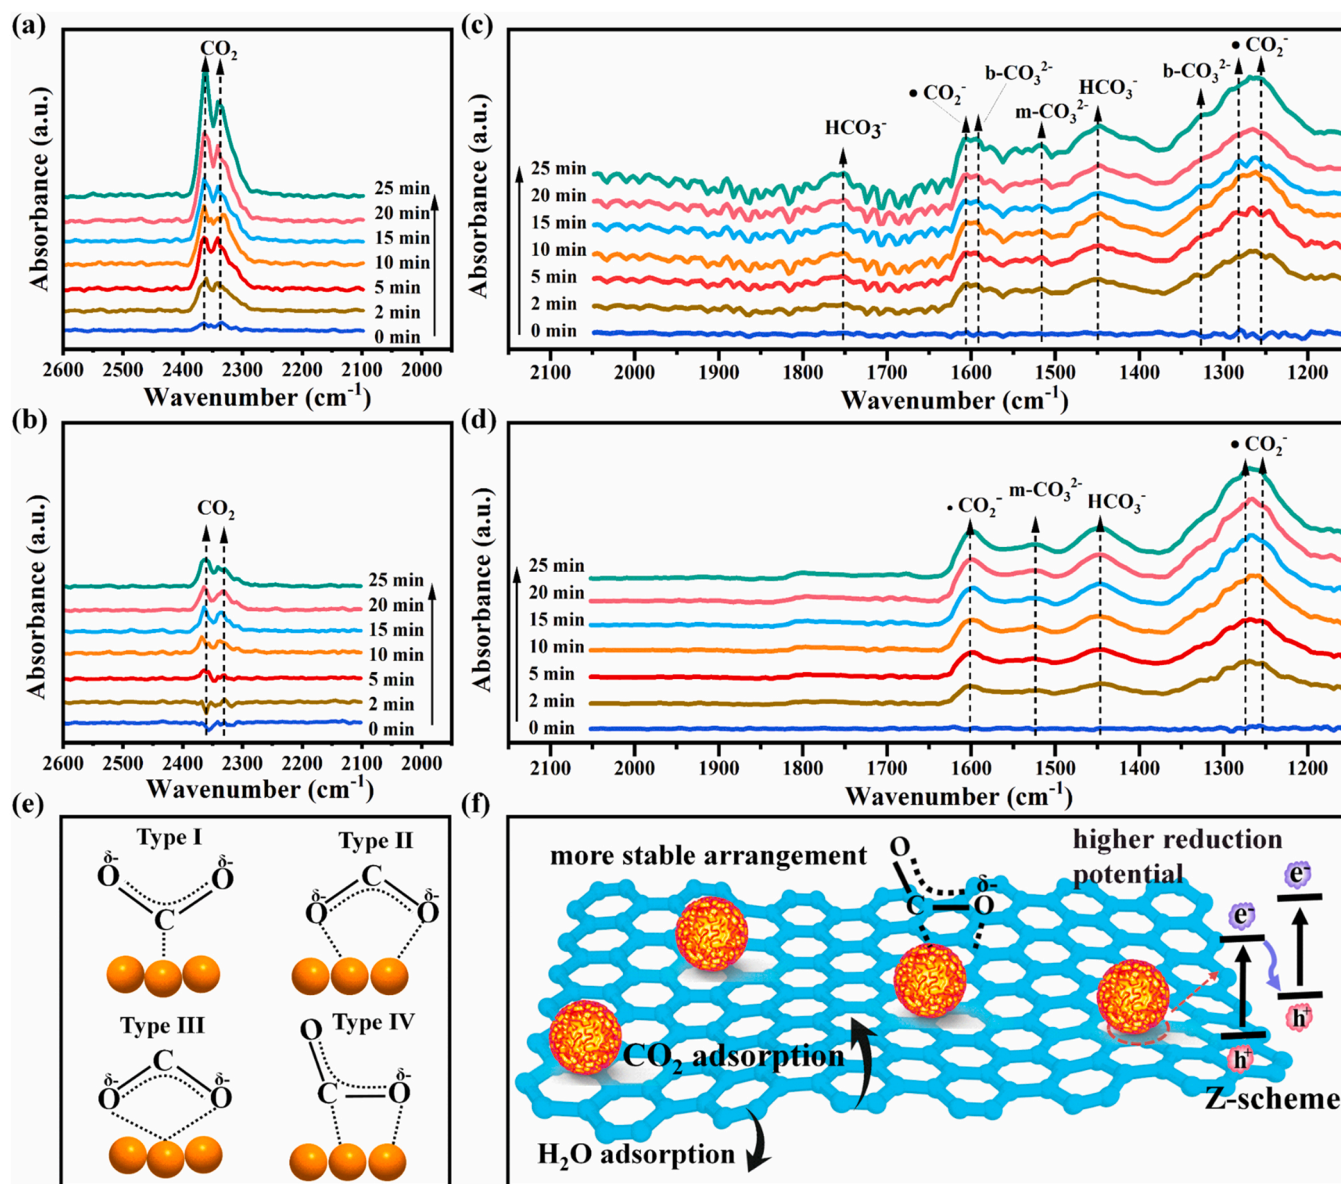 (a)
CO₂
25 min
20 min
15 min
10 min
5 min
2 min
0 min
Absorbance (a.u.)
2600 2500 2400 2300 2200 2100 2000
Wavenumber (cm⁻¹)
(c)
HCO₃⁻
• CO₂⁻
b-CO₃²⁻
m-CO₃²⁻
HCO₃⁻
b-CO₃²⁻
• CO₂⁻
25 min
20 min
15 min
10 min
5 min
2 min
0 min
Absorbance (a.u.)
2100 2000 1900 1800 1700 1600 1500 1400 1300 1200
Wavenumber (cm⁻¹)
(b)
CO₂
25 min
20 min
15 min
10 min
5 min
2 min
0 min
Absorbance (a.u.)
2600 2500 2400 2300 2200 2100 2000
Wavenumber (cm⁻¹)
(d)
• CO₂⁻
m-CO₃²⁻
HCO₃⁻
• CO₂⁻
25 min
20 min
15 min
10 min
5 min
2 min
0 min
Absorbance (a.u.)
2100 2000 1900 1800 1700 1600 1500 1400 1300 1200
Wavenumber (cm⁻¹)
(e)
Type I
δ- δ-
O O
C
Type II
C
δ- δ-
O O
Type III
C
δ- δ-
O O
Type IV
O
δ-
C O
(f)
more stable arrangement
O
δ-
C O
higher reduction
potential
e⁻
e⁻
h⁺
h⁺
Z-scheme
CO₂ adsorption
H₂O adsorption